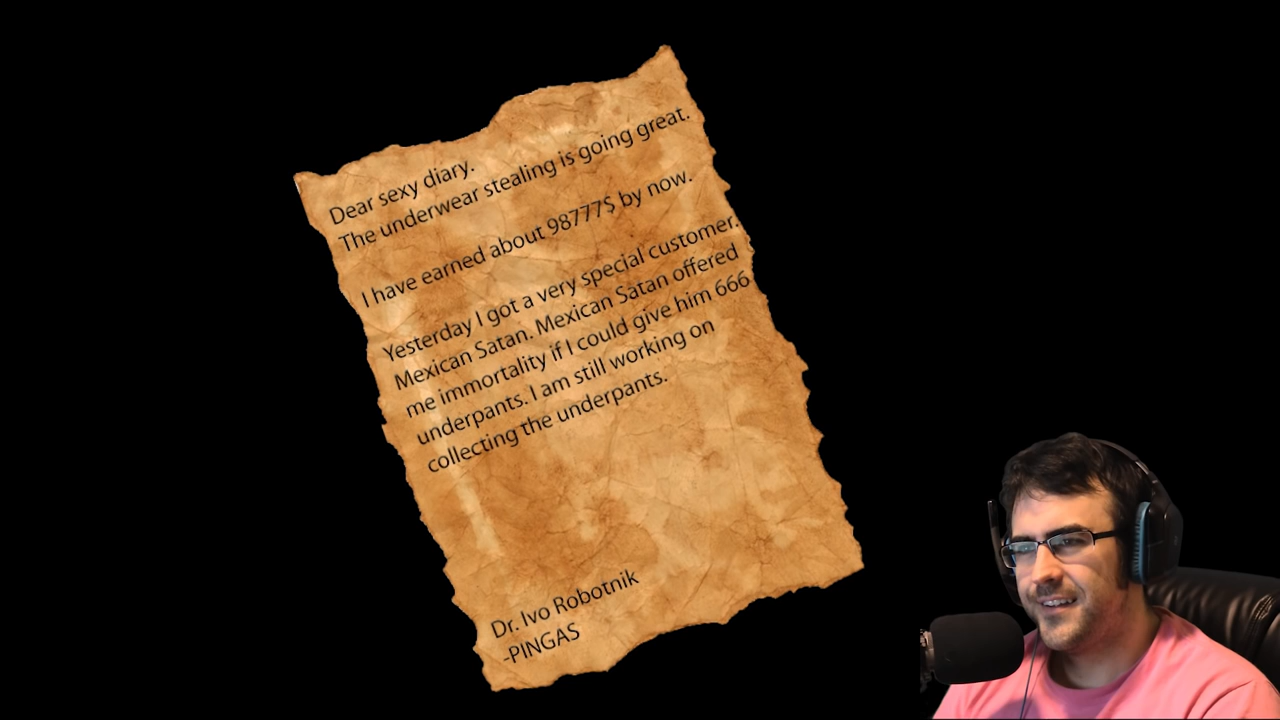 Dear sexy diary.
The underwear stealing is going great.
I have earned about 98777$ by now.
Yesterday I got a very special customer.
Mexican Satan. Mexican Satan offered
me immortality if I could give him 666
underpants. I am still working on
collecting the underpants.
Dr. Ivo Robotnik
-PINGAS